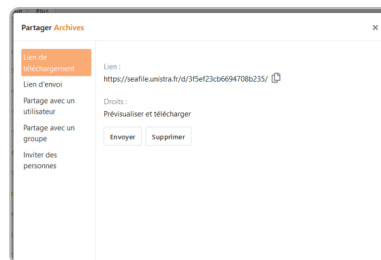 Partager Archives
Lien de
téléchargement
Lien d'envoi
Partage avec un
utilisateur
Partage avec un
groupe
Inviter des
personnes
Lien :
https://seafile.unistra.fr/d/3f5ef23cb6694708b235/
Droits :
Prévisualiser et télécharger
Envoyer Supprimer